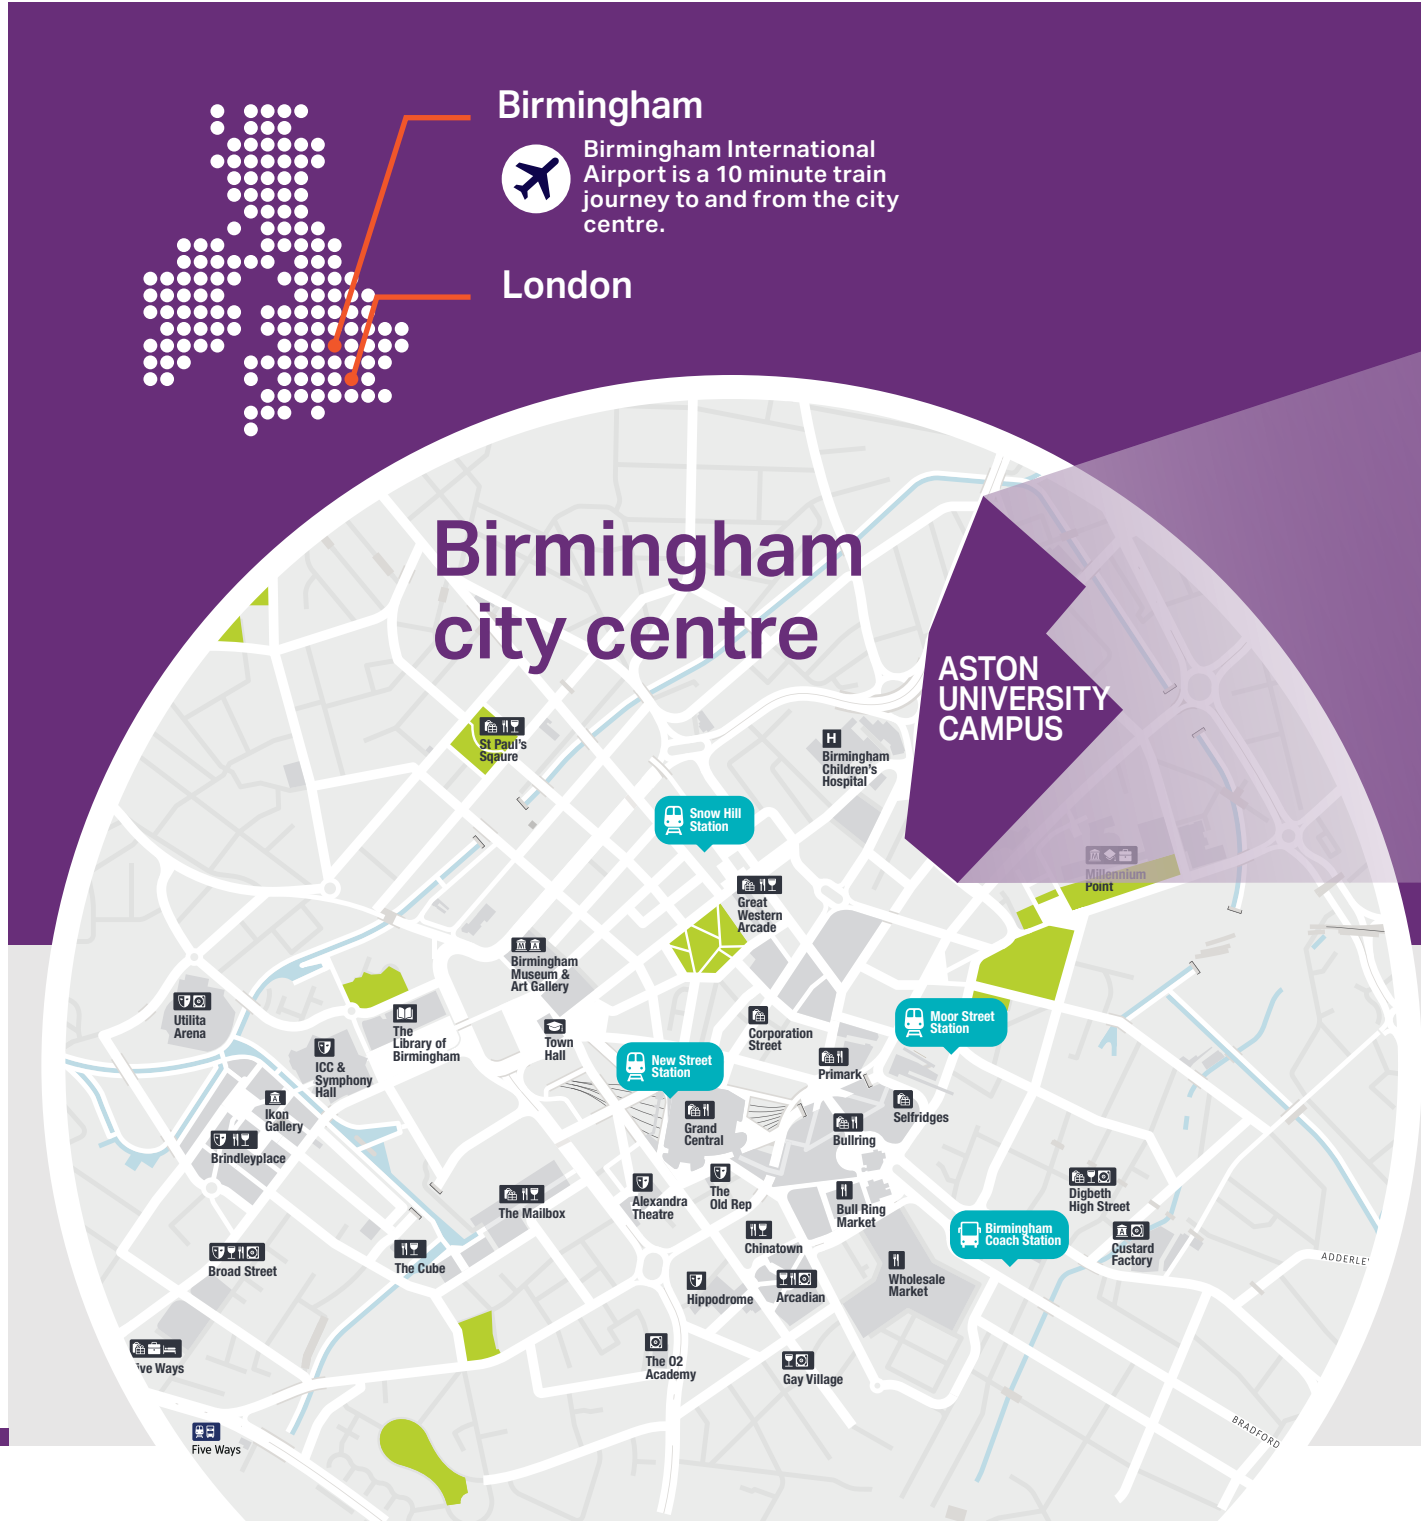 Birmingham
Birmingham International
Airport is a 10 minute train
journey to and from the city
centre.
London
Birmingham
city centre
ASTON
UNIVERSITY
CAMPUS
St Paul's
Sqaure
H
Birmingham
Children's
Hospital
Snow Hill
Station
Millennium
Point
Great
Western
Arcade
Birmingham
Museum &
Art Gallery
Utilita
Arena
The
Library of
Birmingham
Town
Hall
Corporation
Street
Moor Street
Station
ICC &
Symphony
Hall
New Street
Station
Primark
Ikon
Gallery
Grand
Central
Selfridges
Bullring
Brindleyplace
The Mailbox
Alexandra
Theatre
The
Old Rep
Bull Ring
Market
Digbeth
High Street
Birmingham
Coach Station
Chinatown
Custard
Factory
Broad Street
The Cube
Wholesale
Market
Hippodrome
Arcadian
ADDERLEY
ive Ways
The O2
Academy
Gay Village
Five Ways
BRADFORD